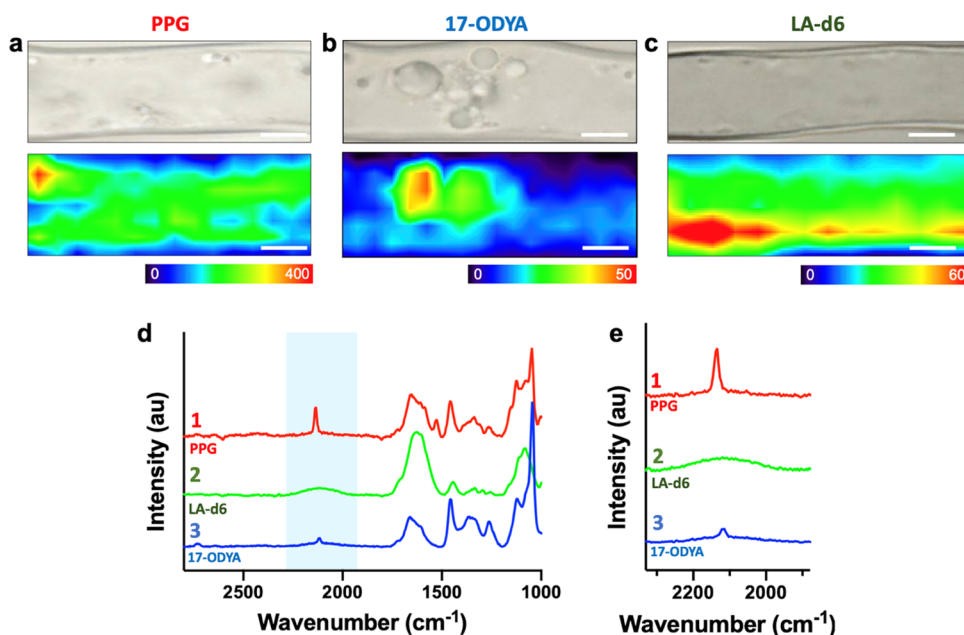 PPG
17-ODYA
LA-d6
a
b
c
0 400
0 50
0 60
d
e
Intensity (au)
1
PPG
2
LA-d6
3
17-ODYA
2500 2000 1500 1000
Wavenumber (cm-1)
Intensity (au)
1
PPG
2
LA-d6
3
17-ODYA
2200 2000
Wavenumber (cm-1)